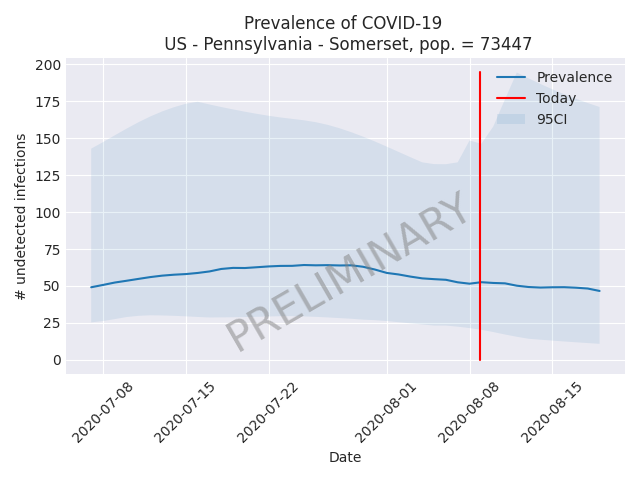 Prevalence of COVID-19
US - Pennsylvania - Somerset, pop. = 73447
200
175
150
125
100
75
50
25
0
# undetected infections
Prevalence
Today
95CI
PRELIMINARY
2020-07-08
2020-07-15
2020-07-22
2020-08-01
2020-08-08
2020-08-15
Date